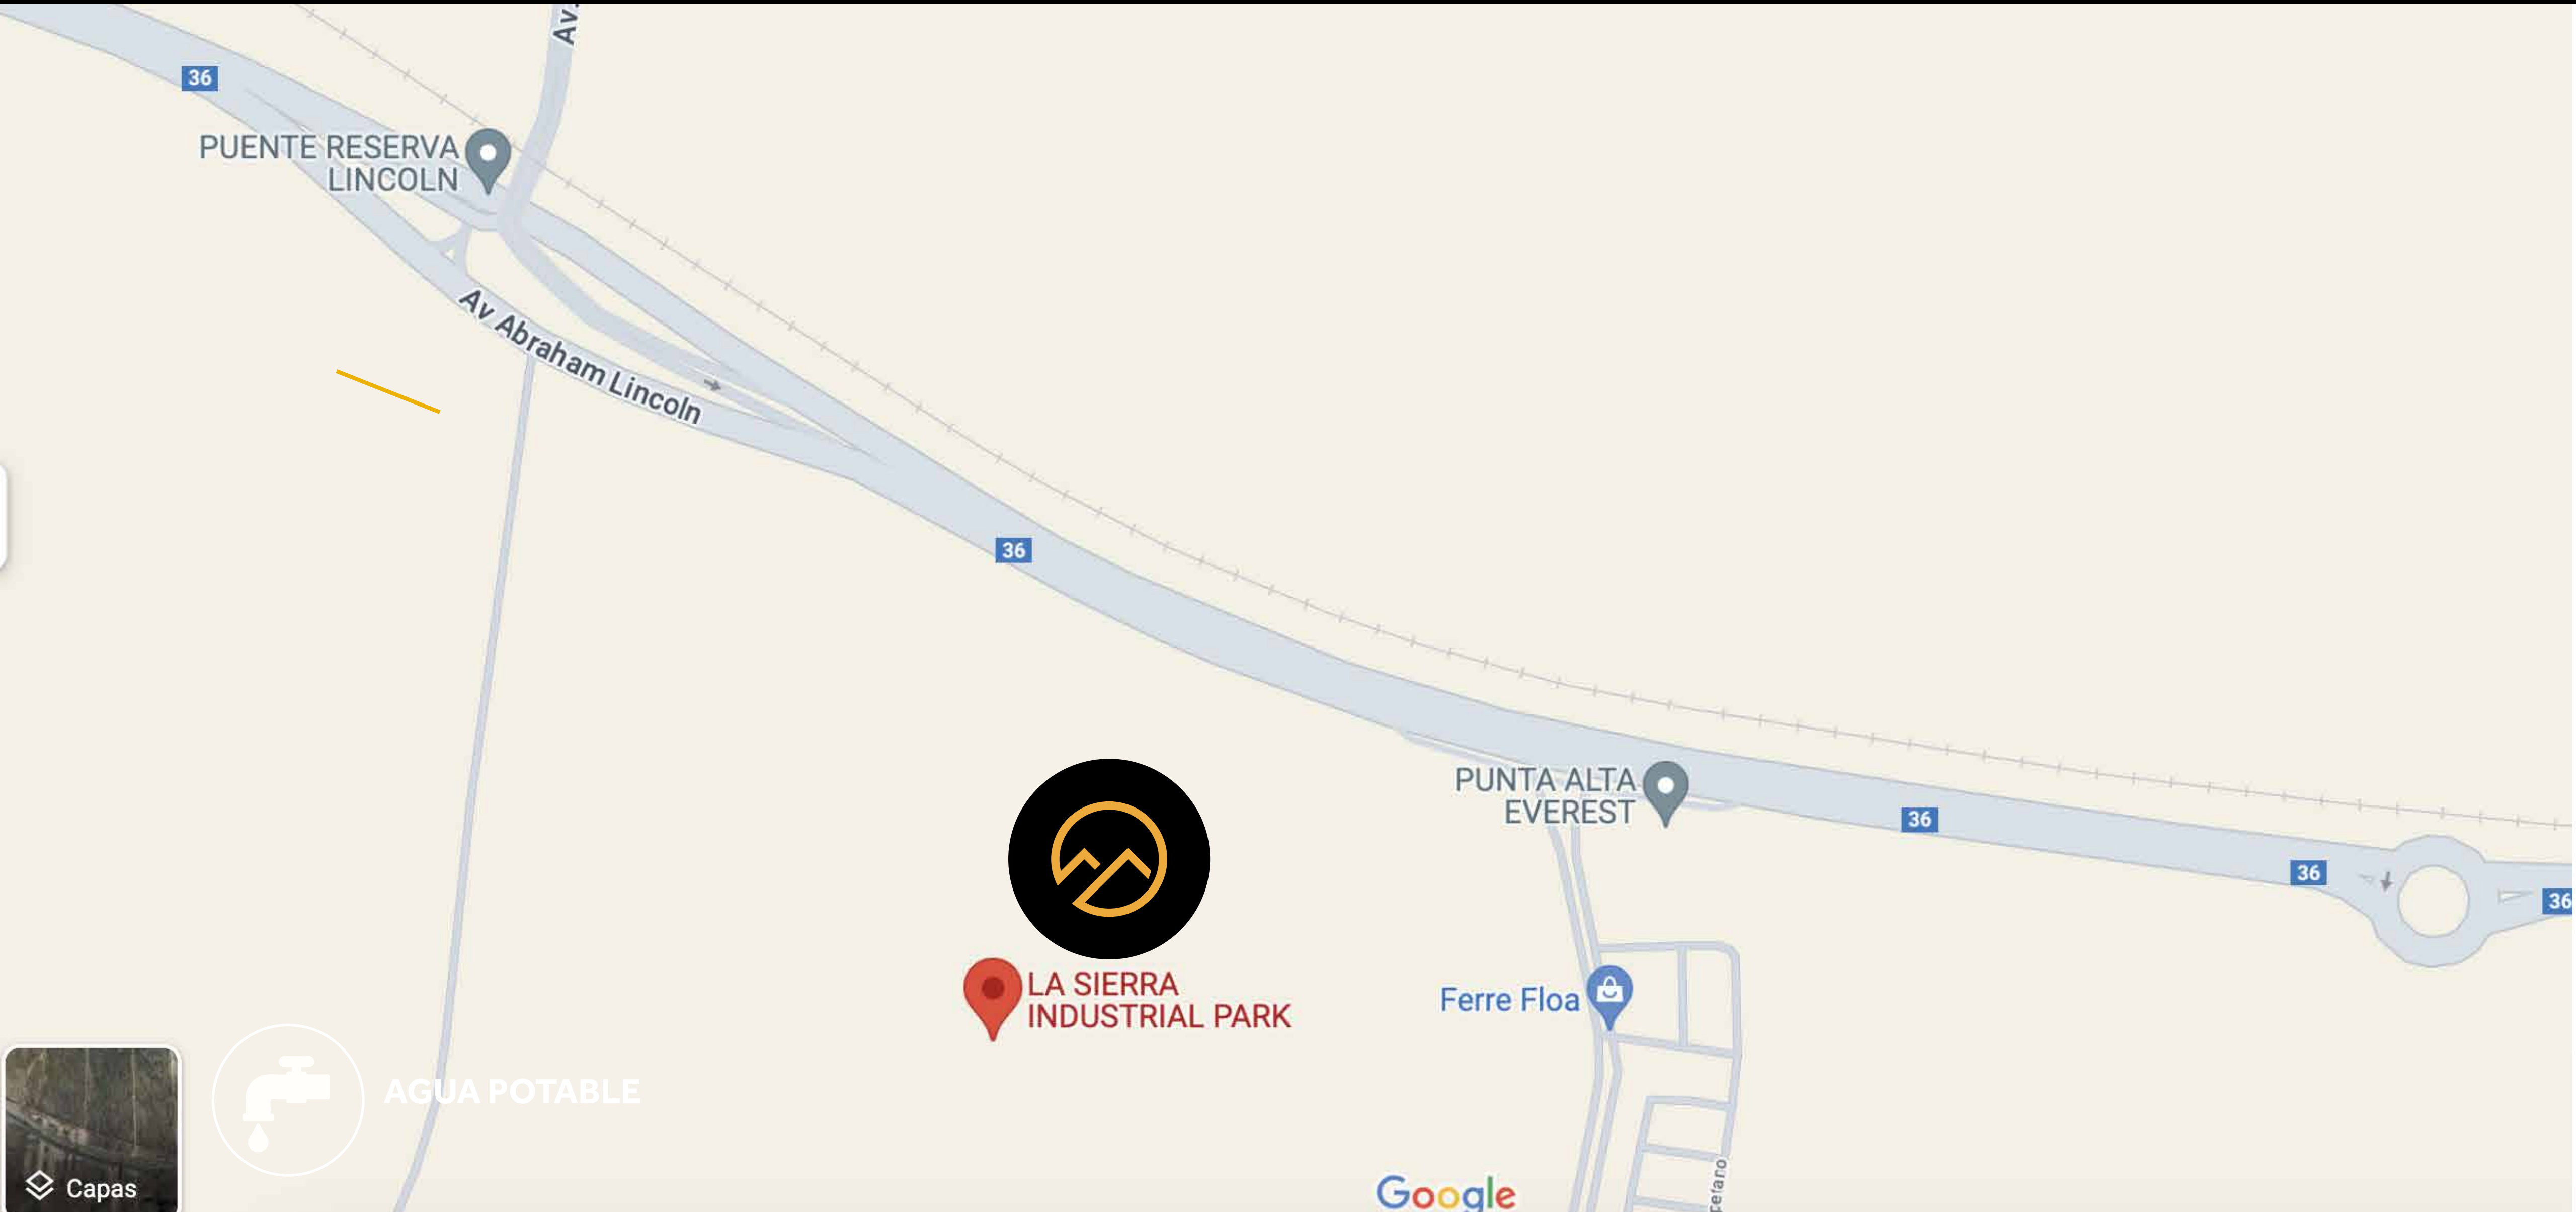 Av.
36
PUENTE RESERVA
LINCOLN
Av Abraham Lincoln
36
PUNTA ALTA
EVEREST
36
36
36
LA SIERRA
INDUSTRIAL PARK
Ferre Floa
AGUA POTABLE
Capas
Google